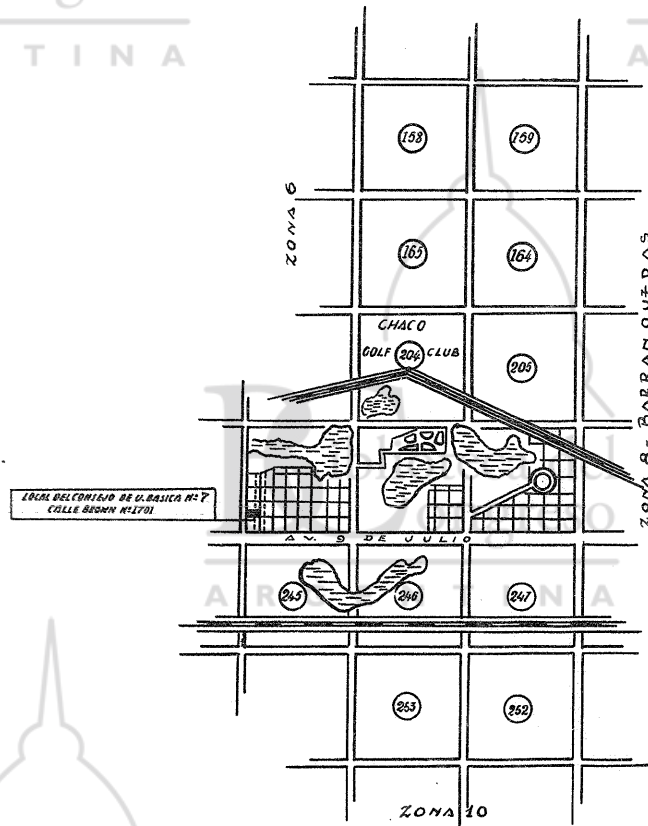 T I N A
A
158
159
ZONA 6
165
164
CHACO
GOLF 204 CLUB
205
ZONA 8 - BARRANQUERAS
LOCAL DEL CONSEJO DE U. BASICA Nº 7
CALLE BROWN Nº 1701
AV. 9 DE JULIO
245
246
247
253
252
ZONA 10